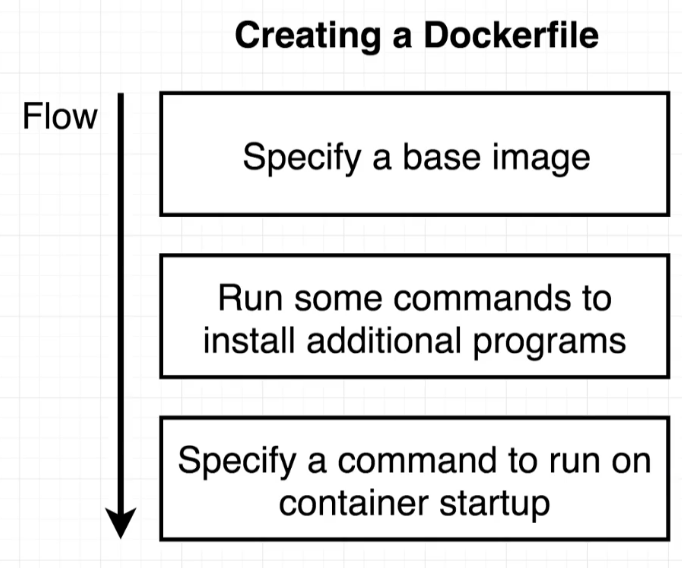 Creating a Dockerfile
Flow
Specify a base image
Run some commands to
install additional programs
Specify a command to run on
container startup